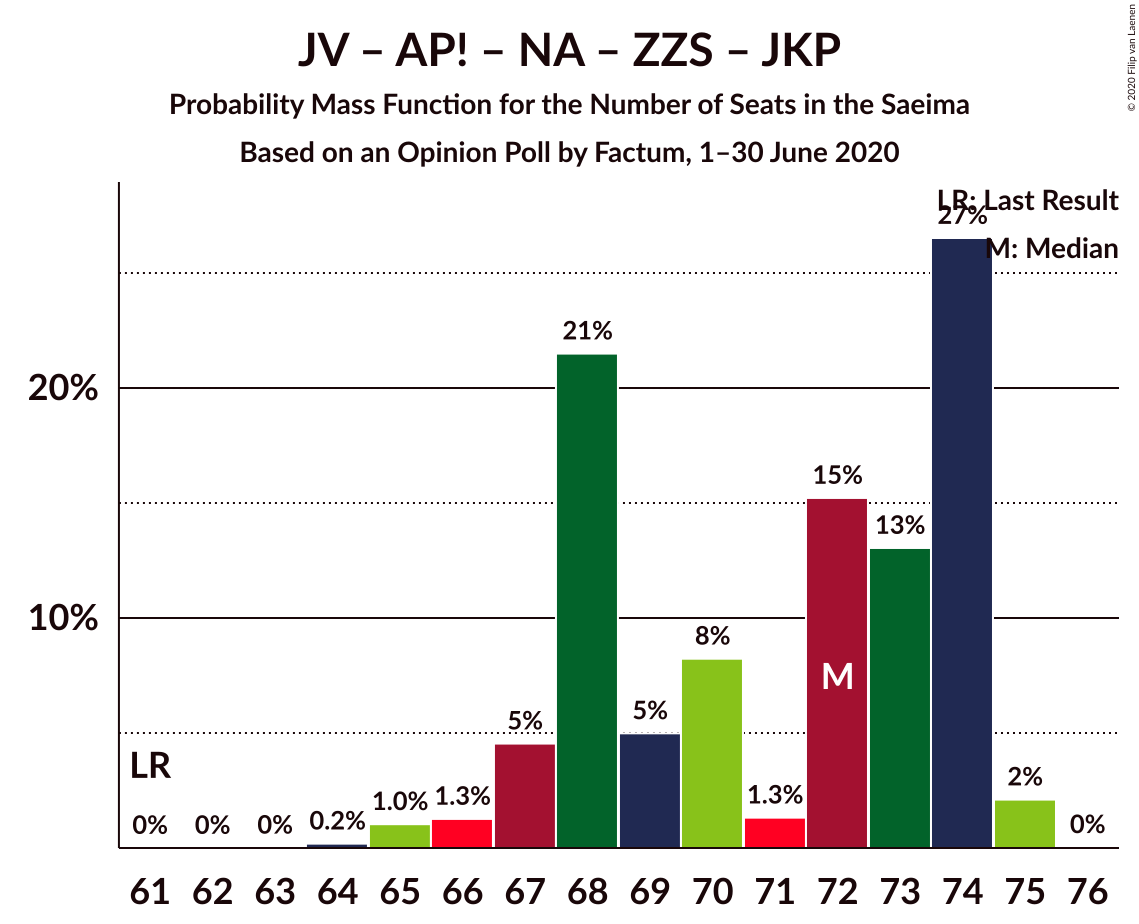 JV – AP! – NA – ZZS – JKP
Probability Mass Function for the Number of Seats in the Saeima
Based on an Opinion Poll by Factum, 1–30 June 2020
© 2020 Filip van Laenen
LR: Last Result
M: Median
27%
21%
20%
15%
13%
10%
8%
M
5%
5%
LR
2%
1.3%
1.3%
1.0%
0.2%
0%
0%
0%
0%
61 62 63 64 65 66 67 68 69 70 71 72 73 74 75 76